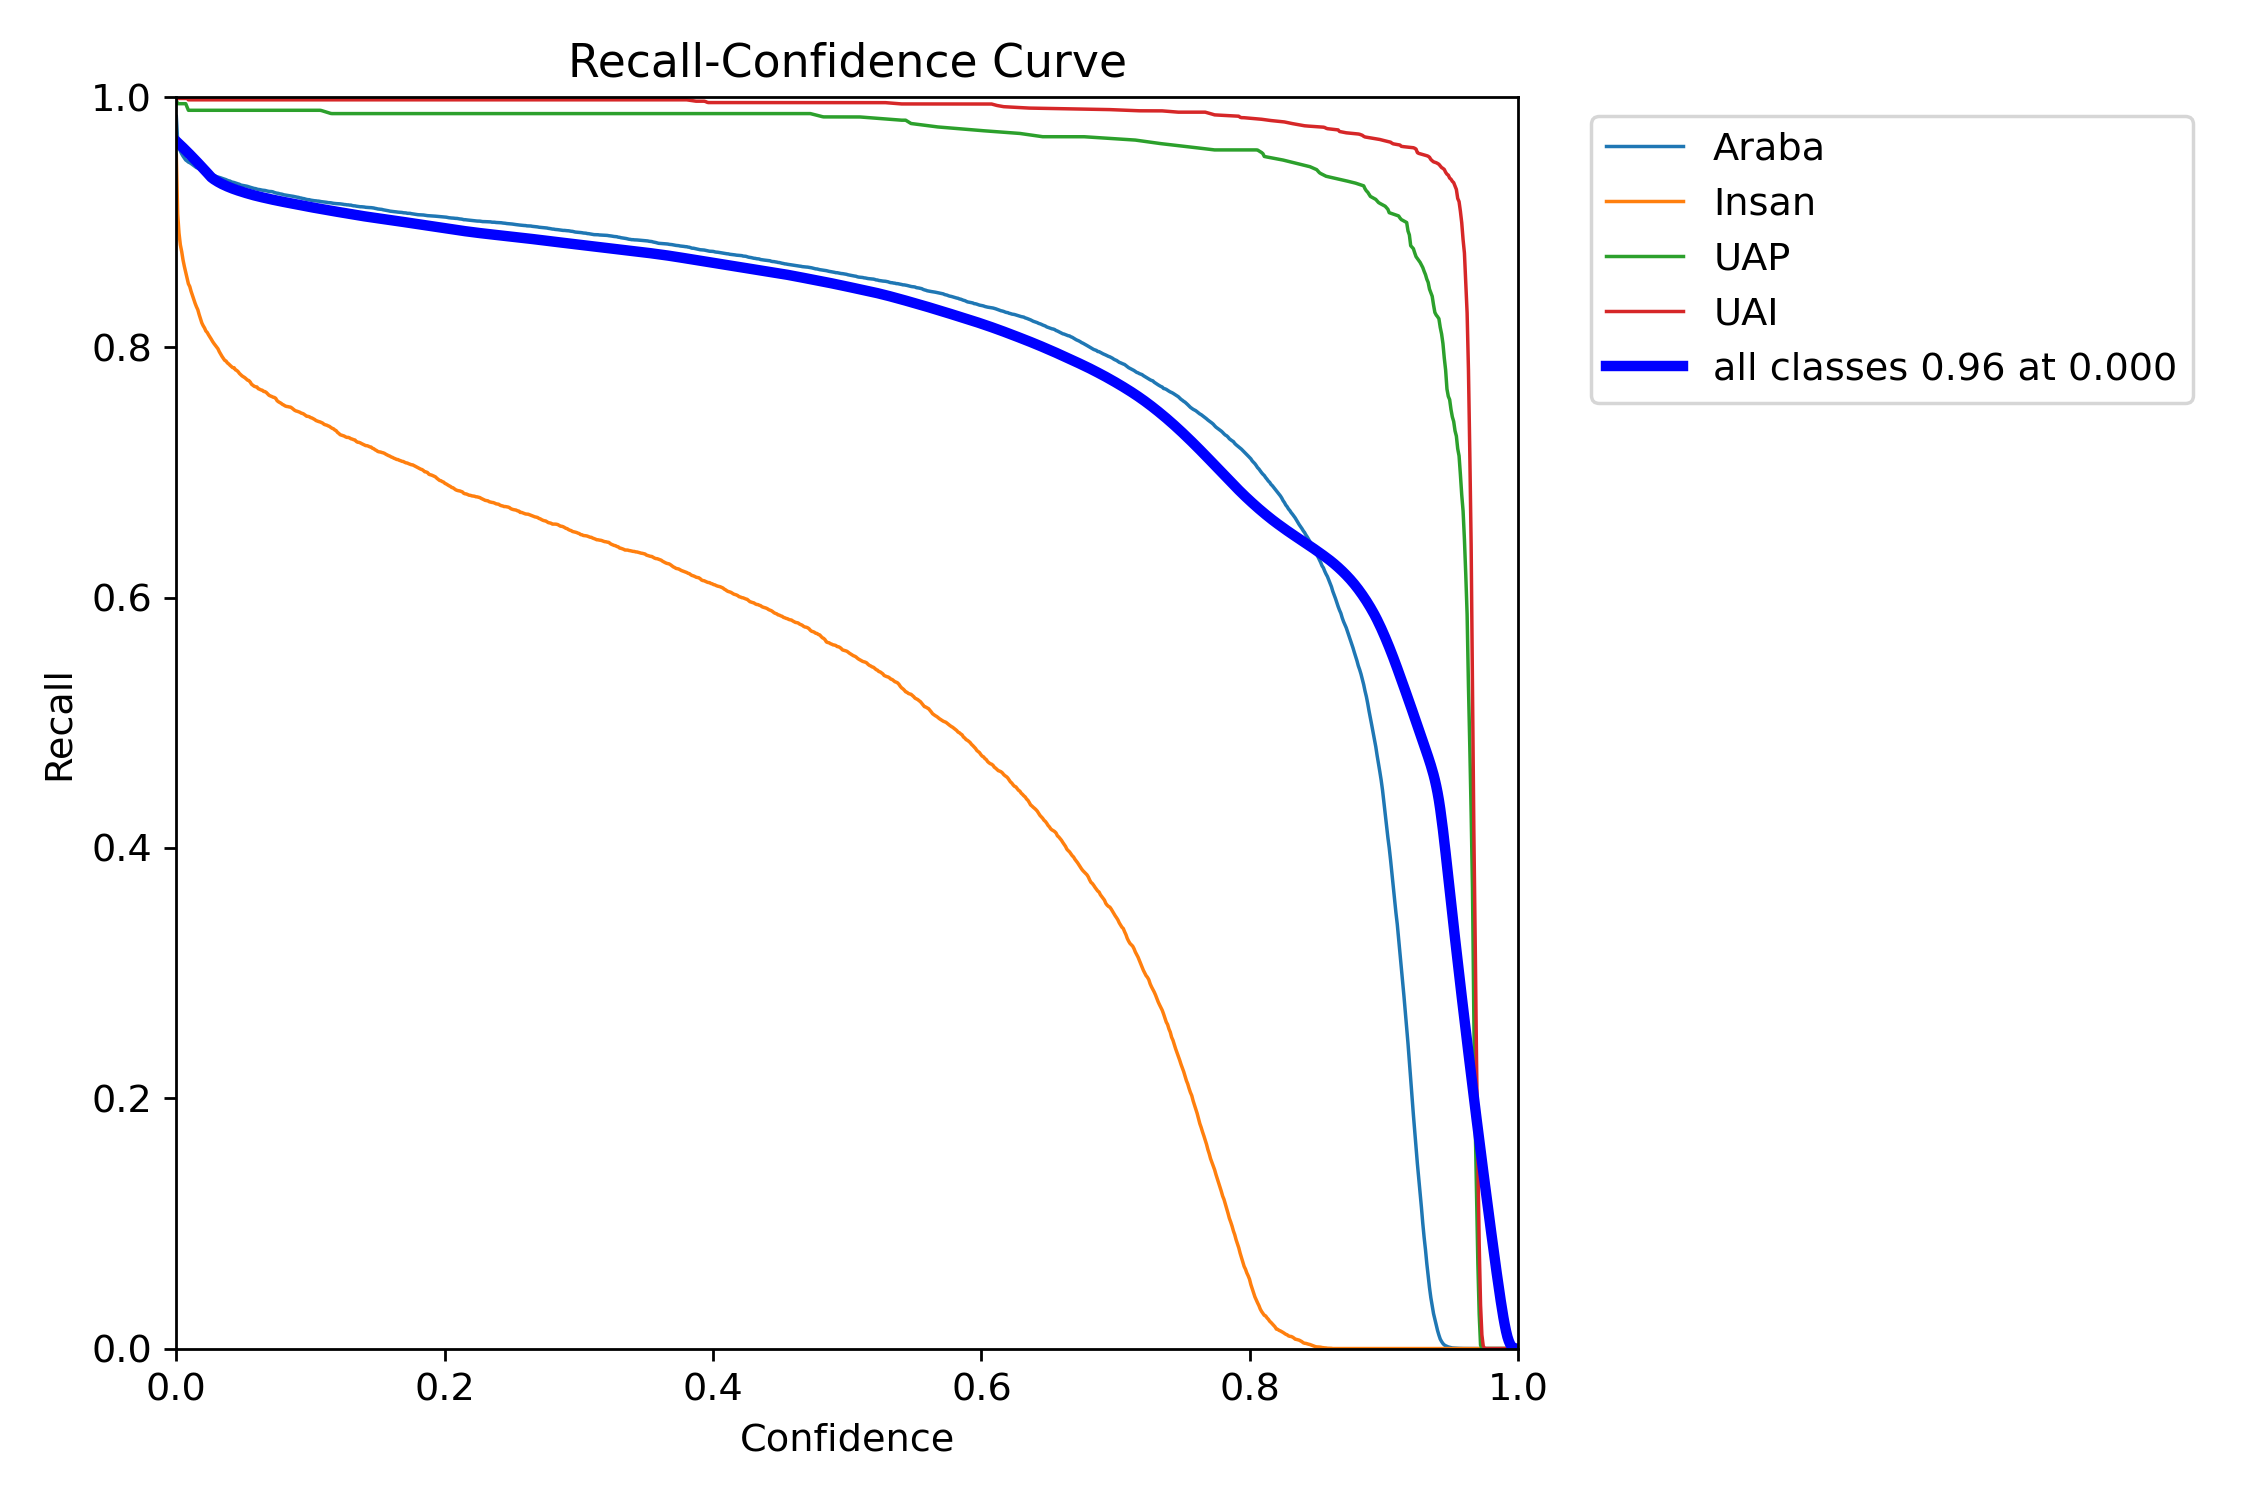 Recall-Confidence Curve
1.0
0.8
0.6
0.4
0.2
0.0
Recall
0.0 0.2 0.4 0.6 0.8 1.0
Confidence
Araba
Insan
UAP
UAI
all classes 0.96 at 0.000